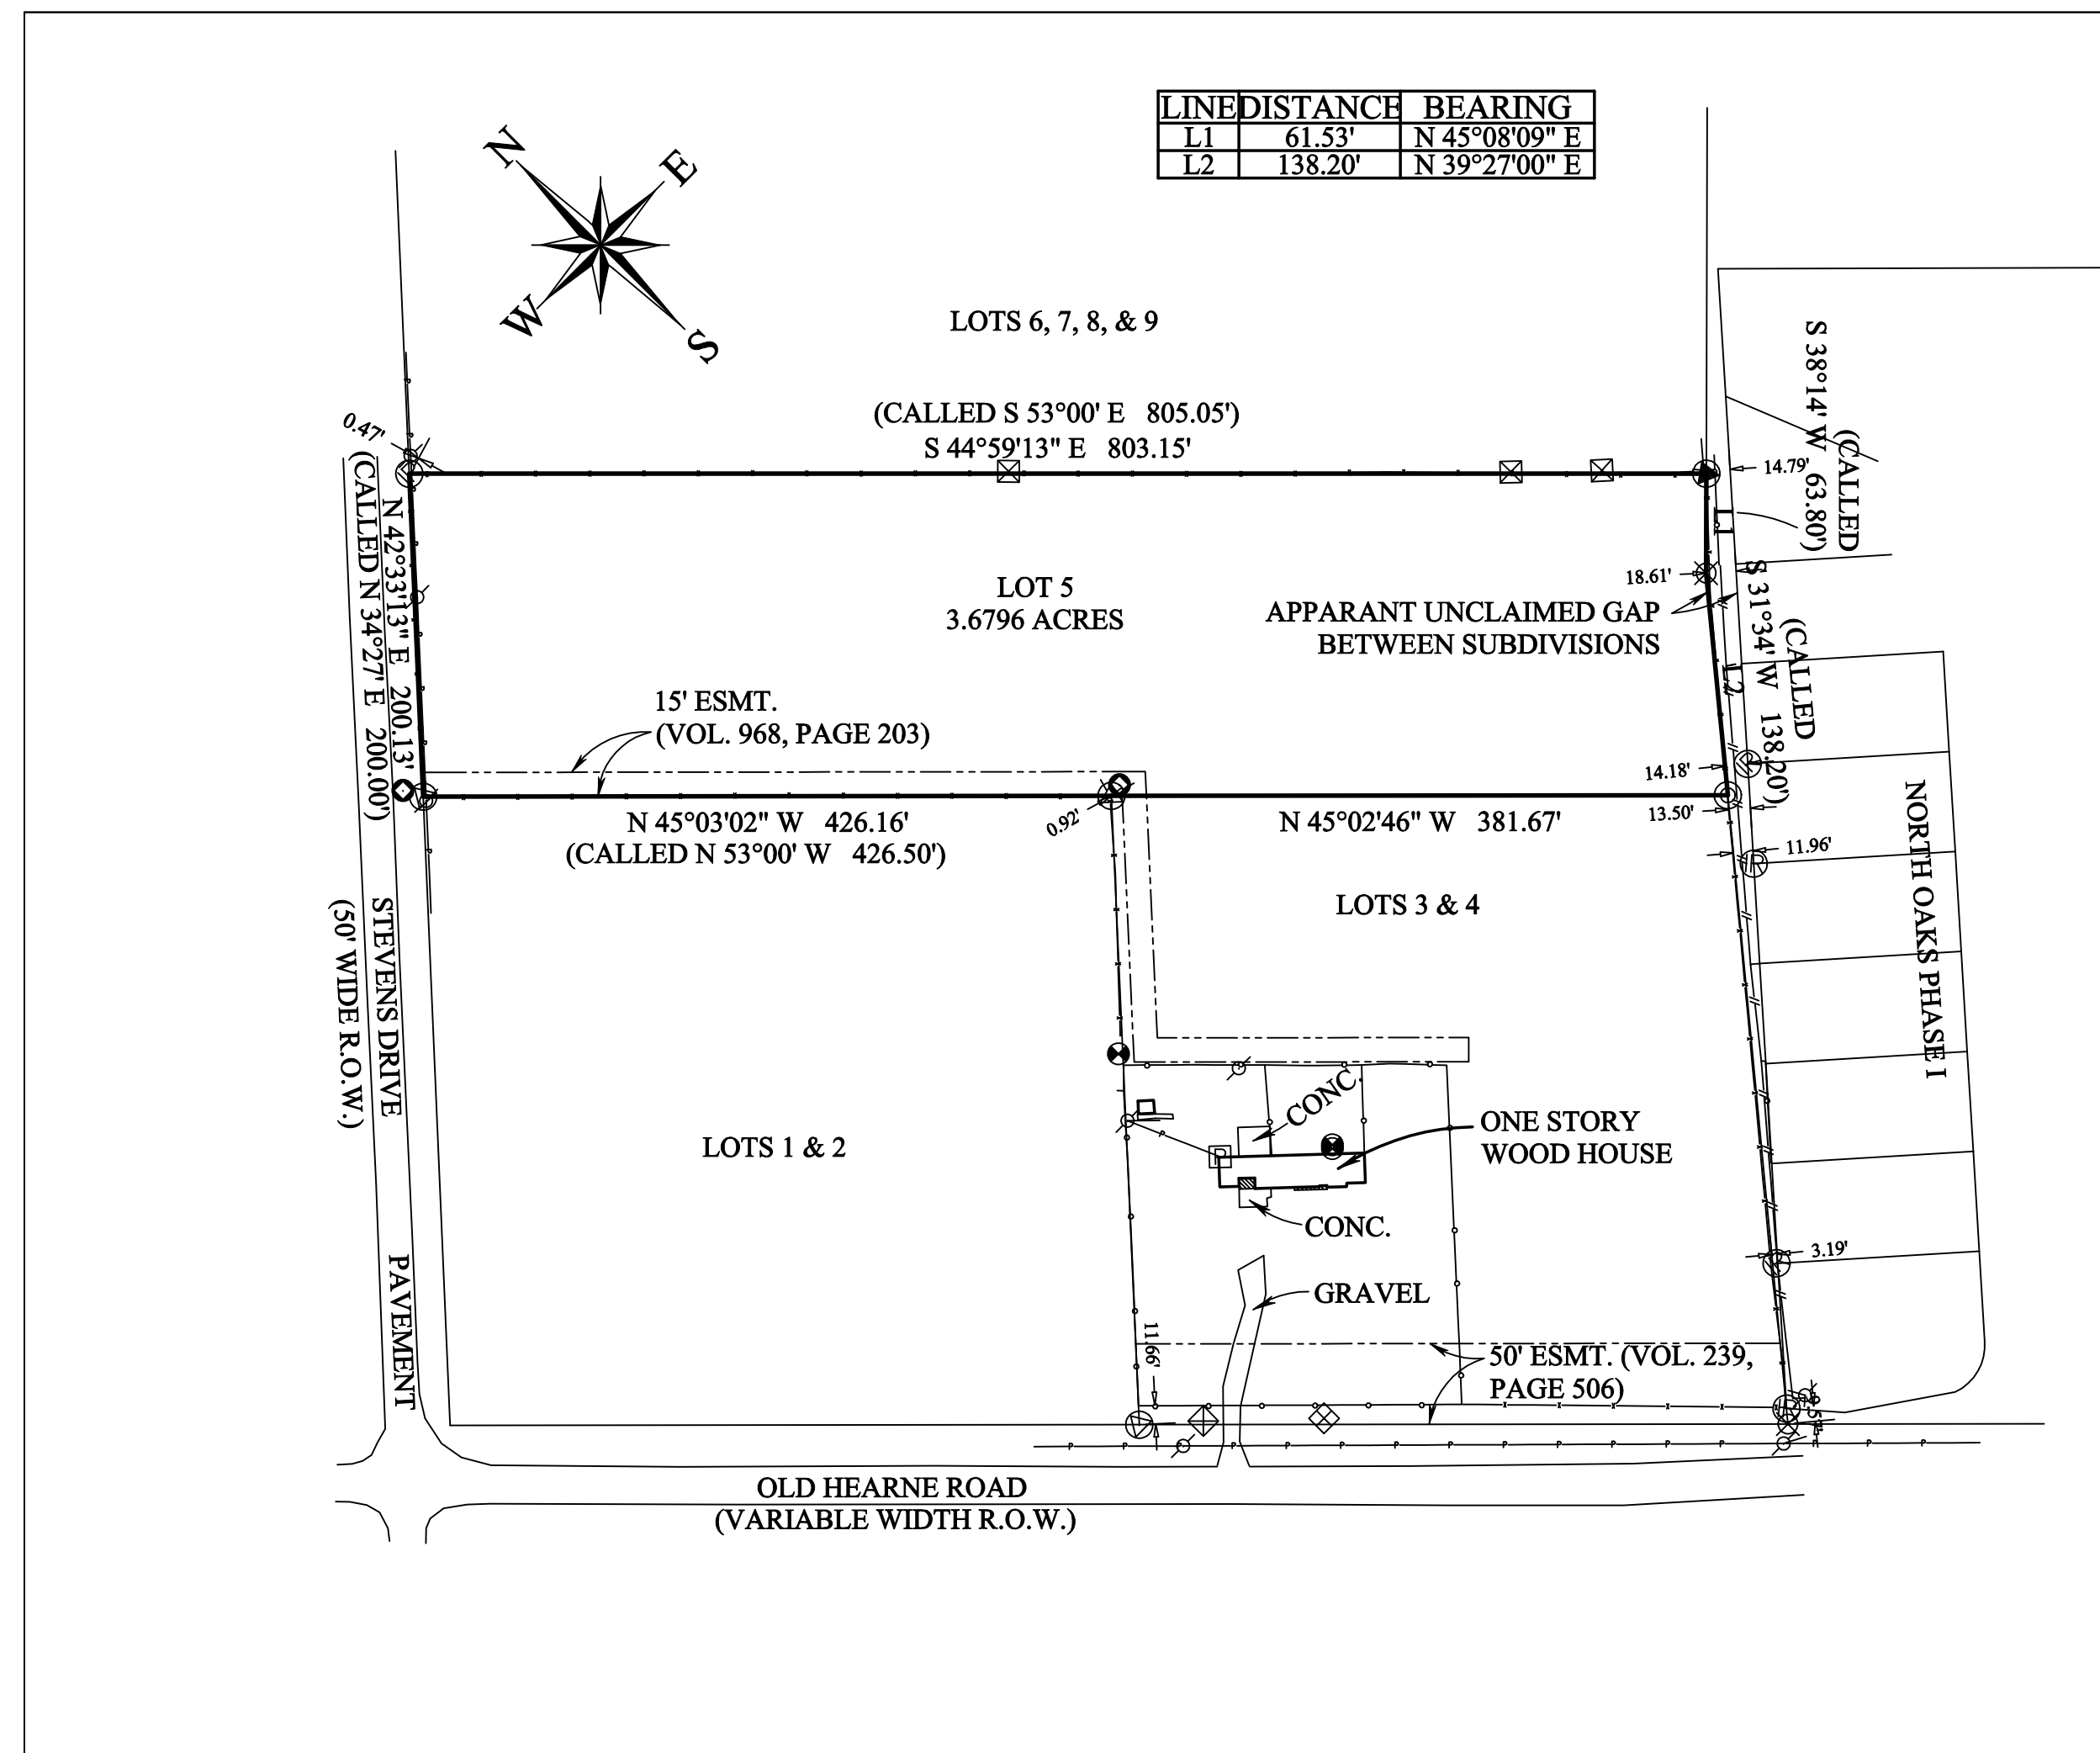 LINE DISTANCE BEARING
L1 61.53' N 45°08'09" E
L2 138.20' N 39°27'00" E
N
E
W
S
LOTS 6, 7, 8, & 9
(CALLED S 53°00' E 805.05')
S 44°59'13" E 803.15'
0.47'
N 42°33'13" E 200.13'
(CALLED N 34°27' E 200.00')
14.79'
(CALLED
S 38°14' W 63.80')
L1
18.61'
LOT 5
3.6796 ACRES
APPARANT UNCLAIMED GAP
BETWEEN SUBDIVISIONS
(CALLED
S 31°34' W 138.20')
L2
15' ESMT.
(VOL. 968, PAGE 203)
14.18'
13.50'
0.92'
N 45°03'02" W 426.16'
(CALLED N 53°00' W 426.50')
N 45°02'46" W 381.67'
11.96'
NORTH OAKS PHASE I
LOTS 3 & 4
STEVENS DRIVE
(50' WIDE R.O.W.)
LOTS 1 & 2
CONC.
ONE STORY
WOOD HOUSE
CONC.
PAVEMENT
GRAVEL
3.19'
11.66'
50' ESMT. (VOL. 239,
PAGE 506)
OLD HEARNE ROAD
(VARIABLE WIDTH R.O.W.)